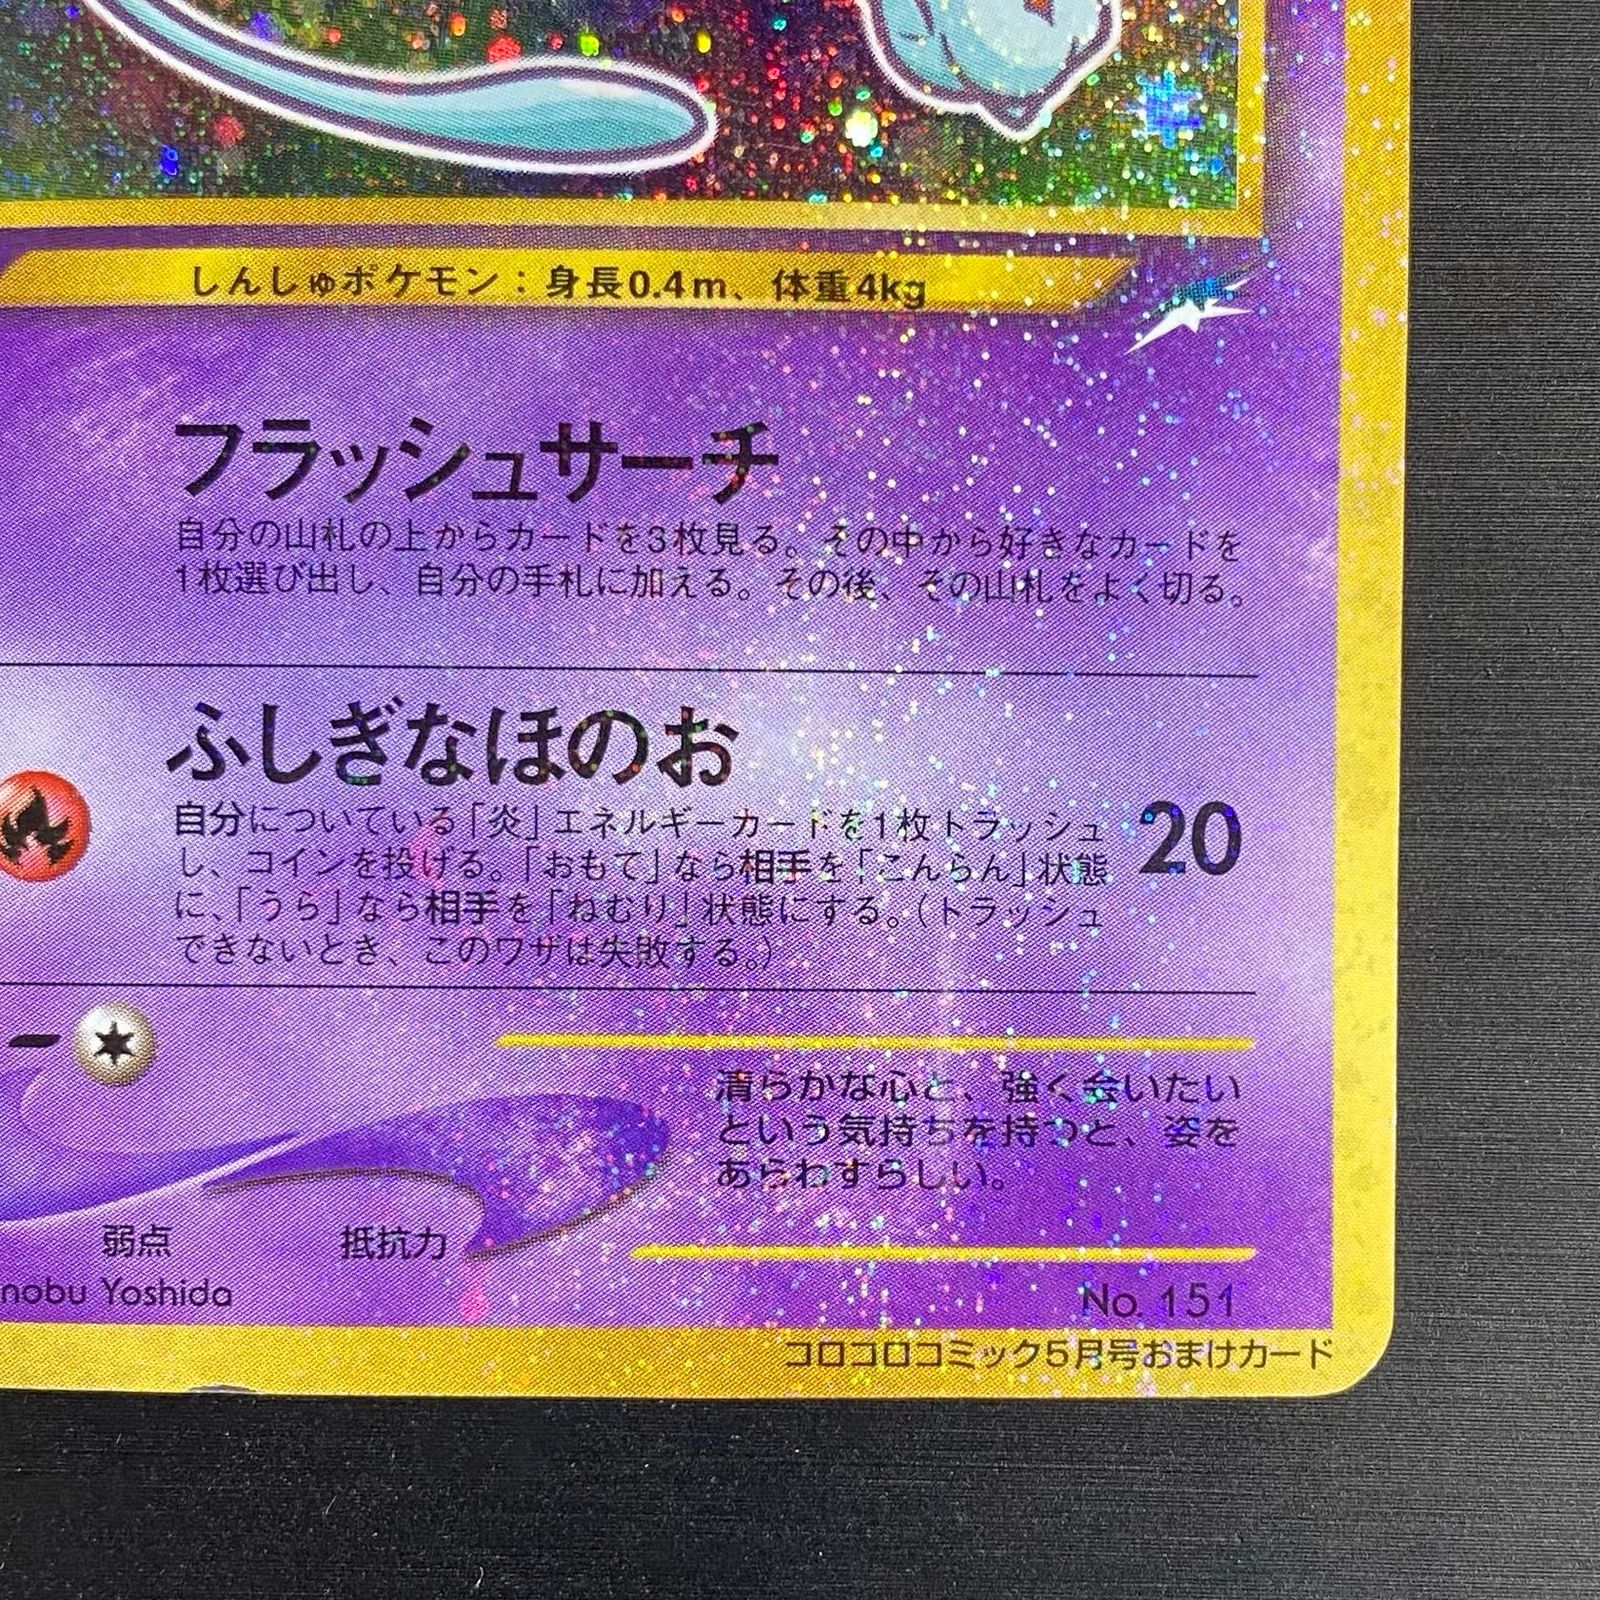 しんしゅポケモン：身長0.4m、体重4kg
フラッシュサーチ
自分の山札の上からカードを3枚見る。その中から好きなカードを
1枚選び出し、自分の手札に加える。その後、その山札をよく切る。
ふしぎなほのお
自分についている「炎」エネルギーカードを1枚トラッシュ
し、コインを投げる。「おもて」なら相手を「こんらん」状態
に、「うら」なら相手を「ねむり」状態にする。（トラッシュ
できないとき、このワザは失敗する。）
20
清らかな心と、強く会いたい
という気持ちを持つと、姿を
あらわすらしい。
弱点 抵抗力
nobu Yoshida
No. 151
コロコロコミック5月号おまけカード